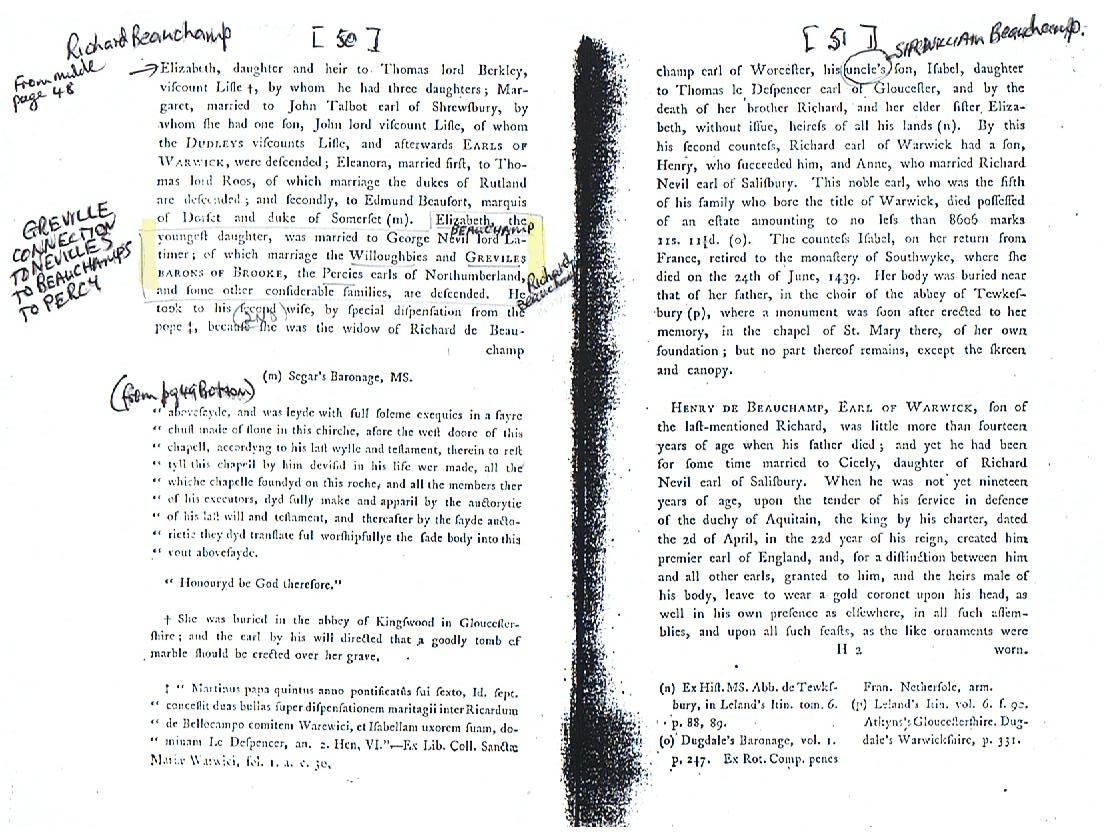 Richard Beauchamp
[ 50 ]
From middle
page 48
Elizabeth, daughter and heir to Thomas lord Berkley,
viſcount Liſle †, by whom he had three daughters; Mar-
garet, married to John Talbot earl of Shrewſbury, by
whom ſhe had one ſon, John lord viſcount Liſle, of whom
the DUDLEYS viſcounts Liſle, and afterwards EARLS OF
WARWICK, were deſcended; Eleanora, married firſt, to Tho-
mas lord Roos, of which marriage the dukes of Rutland
are deſcended; and ſecondly, to Edmund Beaufort, marquis
of Dorſet and duke of Somerſet (m). Elizabeth, the
BEAUCHAMP
youngeſt daughter, was married to George Nevil lord La-
timer; of which marriage the Willoughbies and GREVILES
BARONS OF BROOKE, the Percies earls of Northumberland,
and ſome other conſiderable families, are deſcended. He
Richard
Beauchamp
took to his ſecond wife, by ſpecial diſpenſation from the
(2ND)
pope ‡, becauſe ſhe was the widow of Richard de Beau-
champ
GREVILLE
CONNECTION
TO NEVILLES
TO BEAUCHAMPS
TO PERCY
(m) Segar's Baronage, MS.
(from pg 49 Bottom)
“ aboveſayde, and was leyde with full ſoleme exequics in a fayre
“ cheſt made of ſtone in this chirche, afore the weſt doore of this
“ chapell, accordyng to his laſt wylle and teſtament, therein to reſt
“ tyll this chapell by him deviſid in his life wer made, all the
“ whiche chapelle foundyd on this roche, and all the members ther
“ of his executors, dyd fully make and apparil by the auctorytie
“ of his laſt will and teſtament, and thereafter by the ſayde aucto-
“ ritie they dyd tranſlate ful worſhipfullye the ſade body into this
“ vout aboveſayde.
“ Honouryd be God therefore.”
† She was buried in the abbey of Kingſwood in Glouceſter-
ſhire; and the earl by his will directed that a goodly tomb of
marble ſhould be erected over her grave.
‡ “ Martinus papa quintus anno pontificatûs ſui ſexto, Id. ſept.
“ conceſſit duas bullas ſuper diſpenſationem maritagii inter Ricardum
“ de Bellocampo comitem Warewici, et Iſabellam uxorem ſuam, do-
“ minam Le Deſpencer, an. 2. Hen. VI.”—Ex Lib. Coll. Sanctæ
Mariæ Warwici, fol. 1. a. c. 30.
[ 51 ]
SIR WILLIAM Beauchamp.
champ earl of Worceſter, his uncle's ſon, Iſabel, daughter
to Thomas le Deſpencer earl of Glouceſter, and by the
death of her brother Richard, and her elder ſiſter Eliza-
beth, without iſſue, heireſs of all his lands (n). By this
his ſecond counteſs, Richard earl of Warwick had a ſon,
Henry, who ſucceeded him, and Anne, who married Richard
Nevil earl of Saliſbury. This noble earl, who was the fifth
of his family who bore the title of Warwick, died poſſeſſed
of an eſtate amounting to no leſs than 8606 marks
11s. 11½d. (o). The counteſs Iſabel, on her return from
France, retired to the monaſtery of Southwyke, where ſhe
died on the 24th of June, 1439. Her body was buried near
that of her father, in the choir of the abbey of Tewkeſ-
bury (p), where a monument was ſoon after erected to her
memory, in the chapel of St. Mary there, of her own
foundation; but no part thereof remains, except the ſkreen
and canopy.
HENRY DE BEAUCHAMP, EARL OF WARWICK, ſon of
the laſt-mentioned Richard, was little more than fourteen
years of age when his father died; and yet he had been
for ſome time married to Cicely, daughter of Richard
Nevil earl of Saliſbury. When he was not yet nineteen
years of age, upon the tender of his ſervice in defence
of the duchy of Aquitain, the king by his charter, dated
the 2d of April, in the 22d year of his reign, created him
premier earl of England, and, for a diſtinction between him
and all other earls, granted to him, and the heirs male of
his body, leave to wear a gold coronet upon his head, as
well in his own preſence as elſewhere, in all ſuch aſſem-
blies, and upon all ſuch feaſts, as the like ornaments were
H 2 worn.
(n) Ex Hiſt. MS. Abb. de Tewkſ-
bury, in Leland's Itin. tom. 6.
p. 88, 89.
(o) Dugdale's Baronage, vol. 1.
p. 247. Ex Rot. Comp. penes
Fran. Netherſole, arm.
(p) Leland's Itin. vol. 6. f. 92.
Atkyns's Glouceſterſhire. Dug-
dale's Warwickſhire, p. 331.